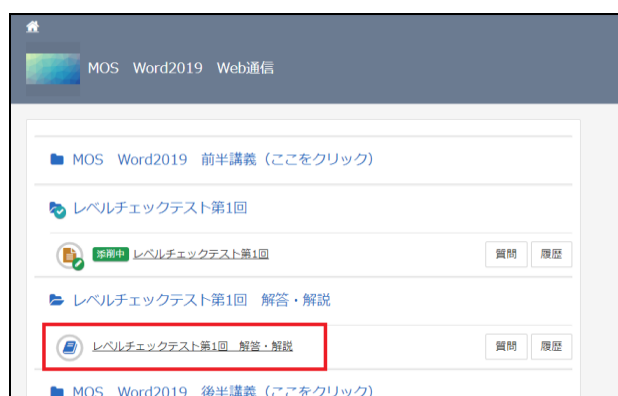 MOS Word2019 Web通信
MOS Word2019 前半講義（ここをクリック）
レベルチェックテスト第1回
添削中 レベルチェックテスト第1回 質問 履歴
レベルチェックテスト第1回 解答・解説
レベルチェックテスト第1回 解答・解説 質問 履歴
MOS Word2019 後半講義（ここをクリック）